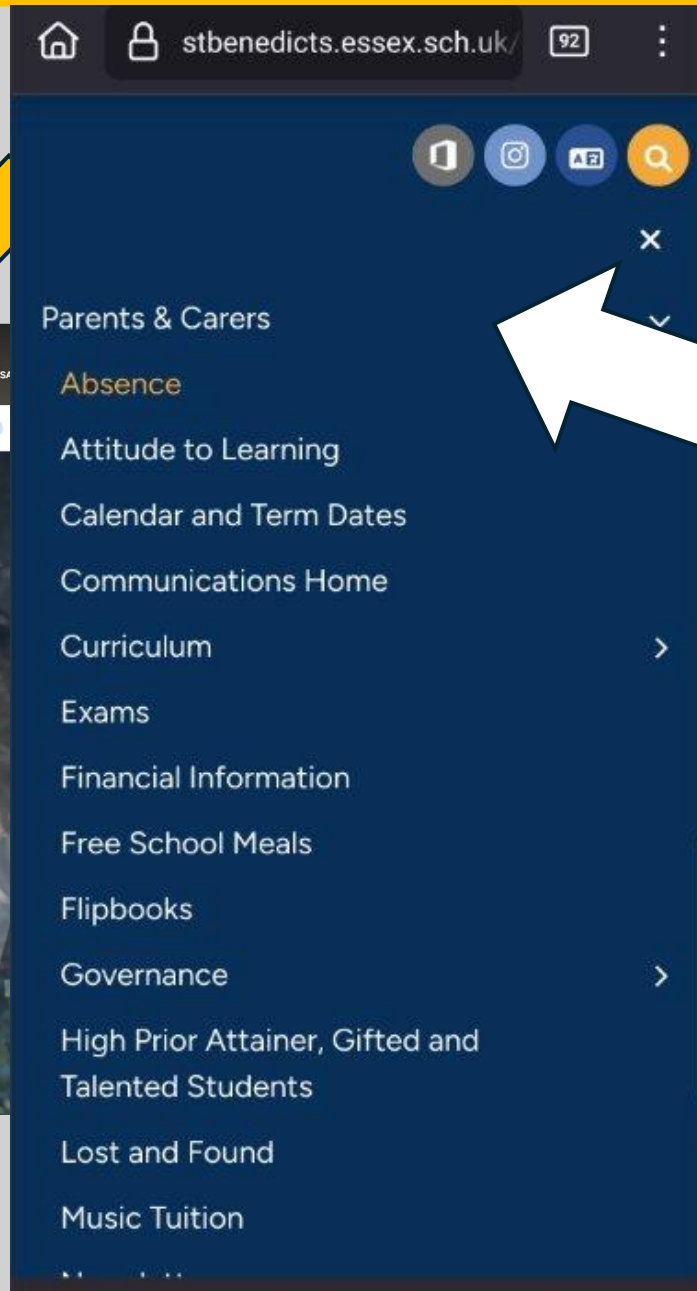 stbenedicts.essex.sch.uk/
92
Parents & Carers
Absence
Attitude to Learning
Calendar and Term Dates
Communications Home
Curriculum
Exams
Financial Information
Free School Meals
Flipbooks
Governance
High Prior Attainer, Gifted and
Talented Students
Lost and Found
Music Tuition